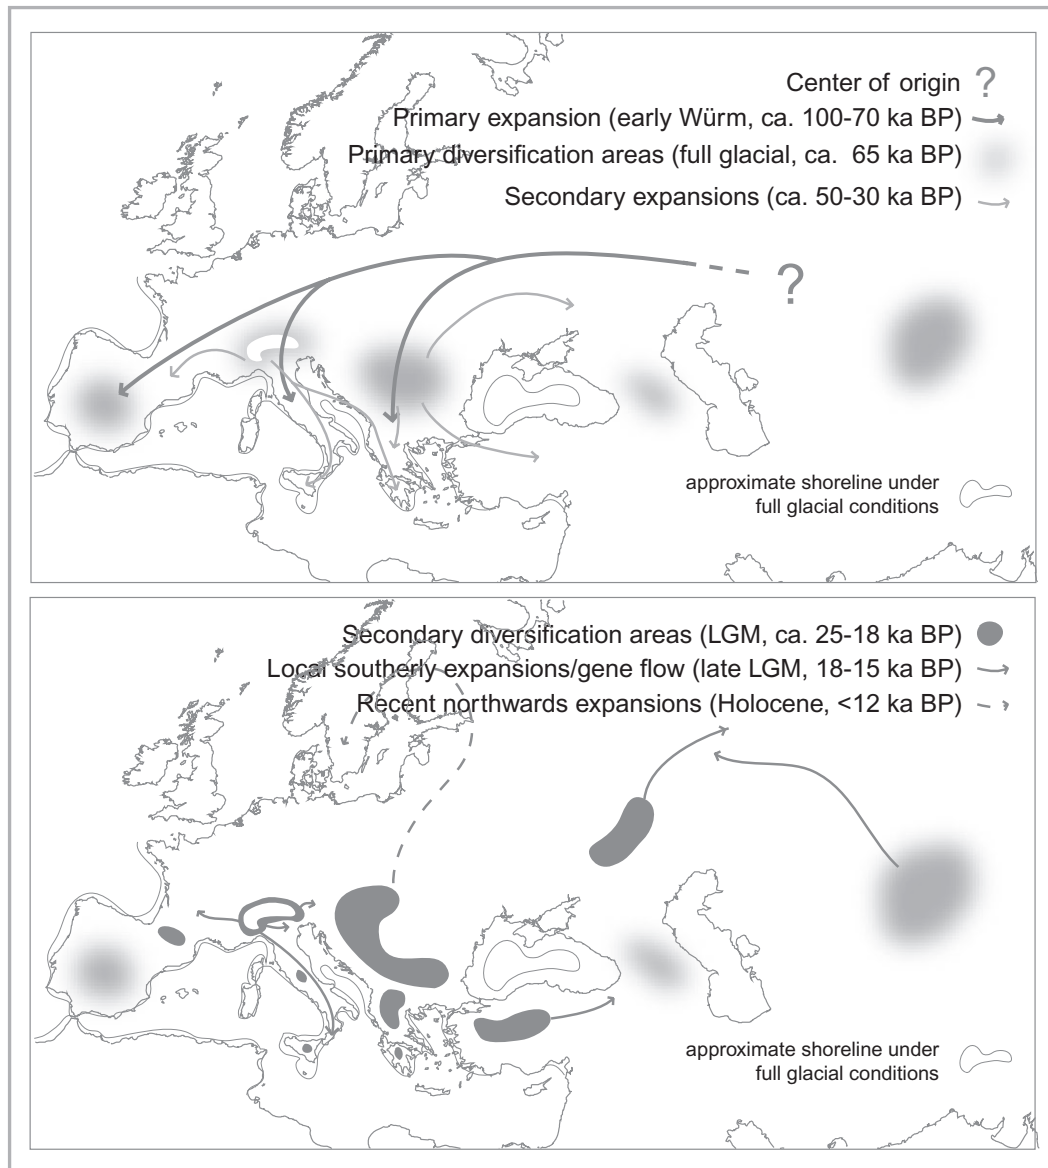 Center of origin ?
Primary expansion (early Würm, ca. 100-70 ka BP)
Primary diversification areas (full glacial, ca. 65 ka BP)
Secondary expansions (ca. 50-30 ka BP)
?
approximate shoreline under
full glacial conditions
Secondary diversification areas (LGM, ca. 25-18 ka BP)
Local southerly expansions/gene flow (late LGM, 18-15 ka BP)
Recent northwards expansions (Holocene, <12 ka BP)
approximate shoreline under
full glacial conditions